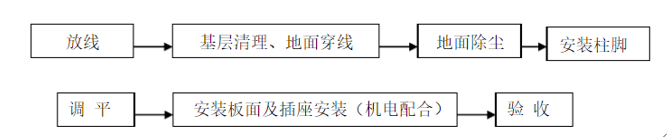 放线 基层清理、地面穿线 地面除尘 安装柱脚
调 平 安装板面及插座安装（机电配合） 验 收